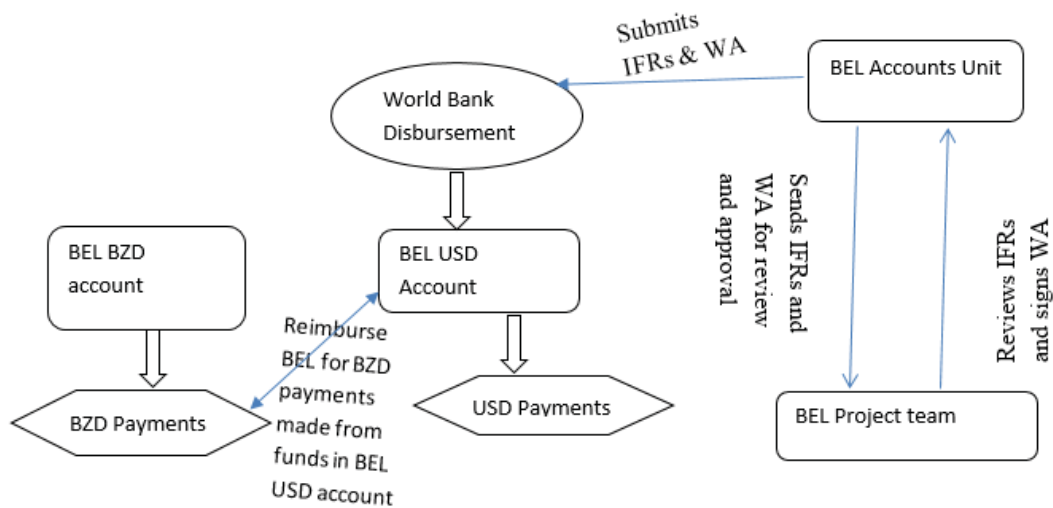 Submits
IFRs & WA
BEL Accounts Unit
World Bank
Disbursement
Sends IFRs and
WA for review
and approval
Reviews IFRs
and signs WA
BEL BZD
account
BEL USD
Account
Reimburse
BEL for BZD
payments
made from
funds in BEL
USD account
BZD Payments
USD Payments
BEL Project team